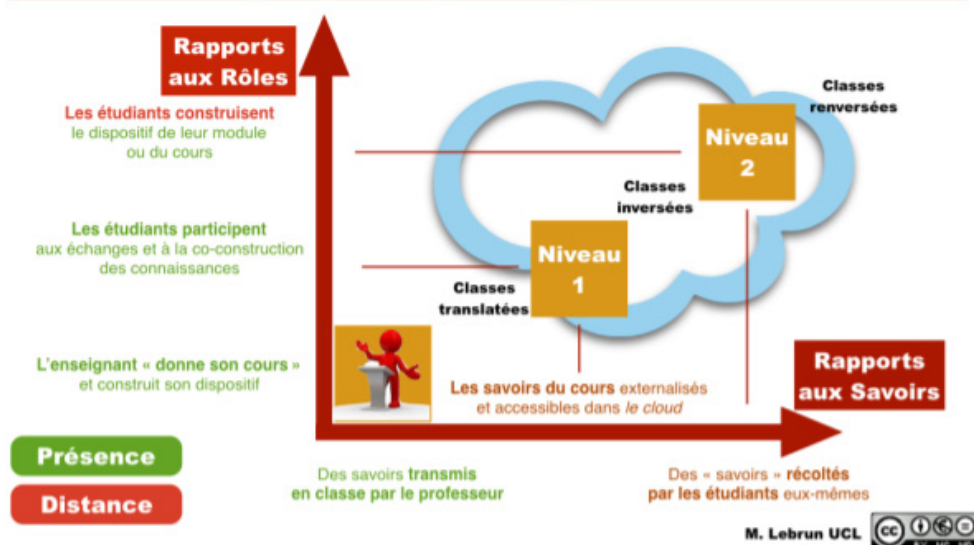 Rapports
aux Rôles
Les étudiants construisent
le dispositif de leur module
ou du cours
Classes
renversées
Niveau
2
Classes
inversées
Les étudiants participent
aux échanges et à la co-construction
des connaissances
Niveau
1
Classes
translatées
L'enseignant « donne son cours »
et construit son dispositif
Les savoirs du cours externalisés
et accessibles dans le cloud
Rapports
aux Savoirs
Présence
Distance
Des savoirs transmis
en classe par le professeur
Des « savoirs » récoltés
par les étudiants eux-mêmes
M. Lebrun UCL
cc